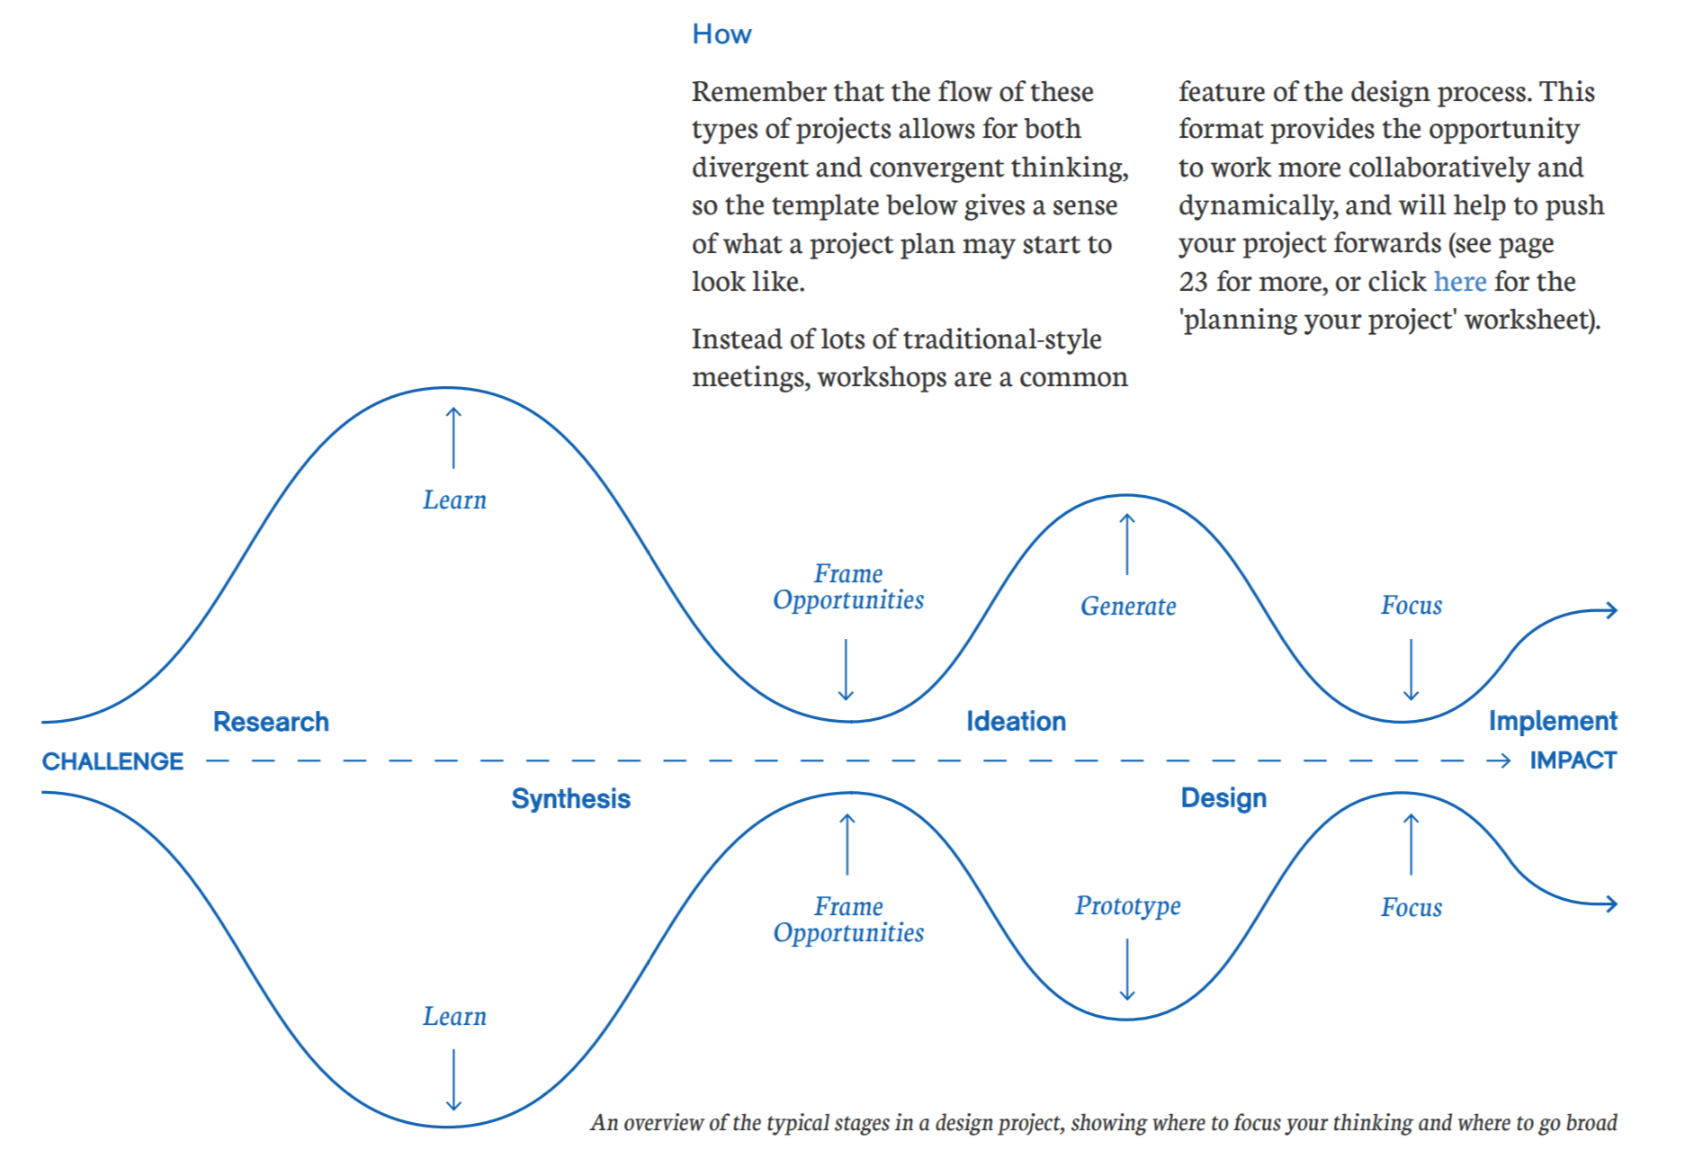 How
Remember that the flow of these
types of projects allows for both
divergent and convergent thinking,
so the template below gives a sense
of what a project plan may start to
look like.
Instead of lots of traditional-style
meetings, workshops are a common
feature of the design process. This
format provides the opportunity
to work more collaboratively and
dynamically, and will help to push
your project forwards (see page
23 for more, or click here for the
'planning your project' worksheet).
Learn
Frame
Opportunities
Generate
Focus
Research
Ideation
Implement
CHALLENGE
IMPACT
Synthesis
Design
Frame
Opportunities
Prototype
Focus
Learn
An overview of the typical stages in a design project, showing where to focus your thinking and where to go broad